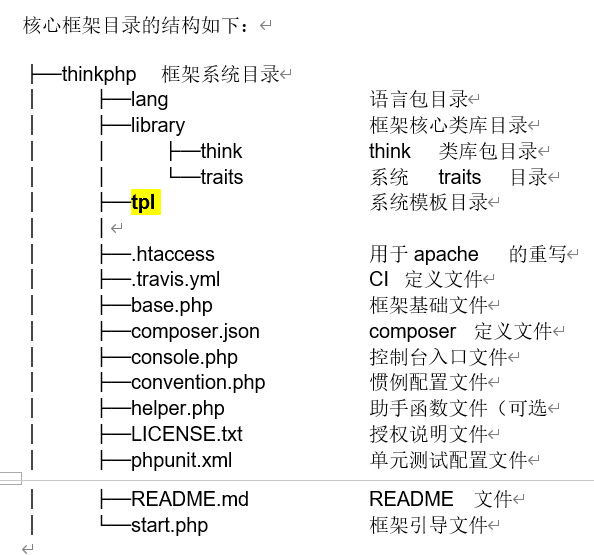 核心框架目录的结构如下：
├──thinkphp 框架系统目录
│ ├──lang 语言包目录
│ ├──library 框架核心类库目录
│ │ ├──think think 类库包目录
│ │ └──traits 系统 traits 目录
│ ├──tpl 系统模板目录
│ │
│ ├──.htaccess 用于 apache 的重写
│ ├──.travis.yml CI 定义文件
│ ├──base.php 框架基础文件
│ ├──composer.json composer 定义文件
│ ├──console.php 控制台入口文件
│ ├──convention.php 惯例配置文件
│ ├──helper.php 助手函数文件（可选
│ ├──LICENSE.txt 授权说明文件
│ ├──phpunit.xml 单元测试配置文件
│ ├──README.md README 文件
│ └──start.php 框架引导文件